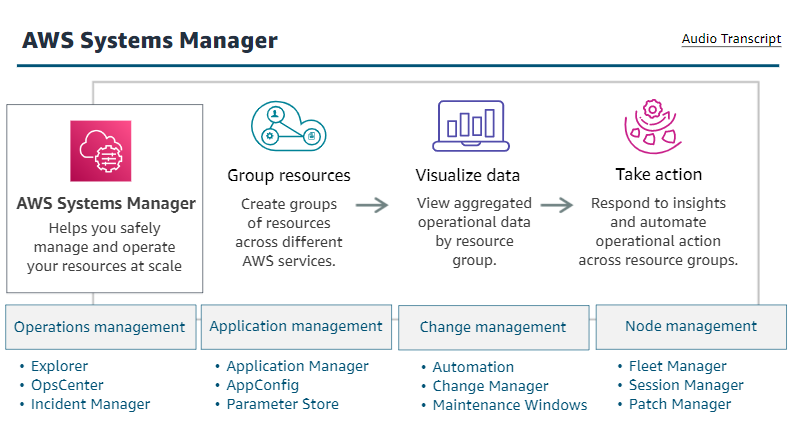 AWS Systems Manager
Audio Transcript
AWS Systems Manager
Helps you safely
manage and operate
your resources at scale
Group resources
Create groups
of resources
across different
AWS services.
Visualize data
View aggregated
operational data
by resource
group.
Take action
Respond to insights
and automate
operational action
across resource groups.
Operations management
• Explorer
• OpsCenter
• Incident Manager
Application management
• Application Manager
• AppConfig
• Parameter Store
Change management
• Automation
• Change Manager
• Maintenance Windows
Node management
• Fleet Manager
• Session Manager
• Patch Manager